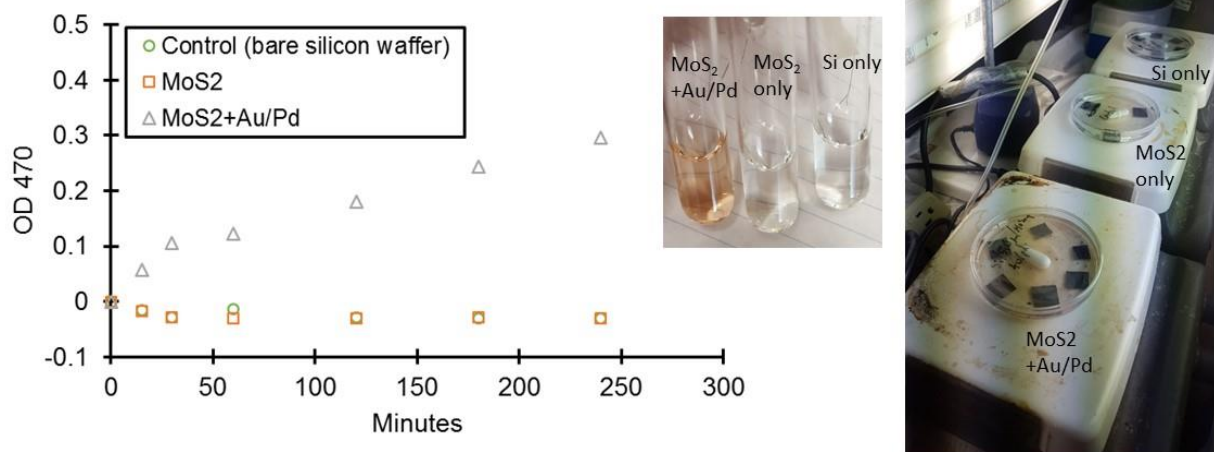 0.5
0.4
0.3
0.2
0.1
0
-0.1
OD 470
Control (bare silicon waffer)
MoS2
MoS2+Au/Pd
0 50 100 150 200 250 300
Minutes
MoS₂ +Au/Pd
MoS₂ only
Si only
Si only
MoS2 only
MoS2 +Au/Pd